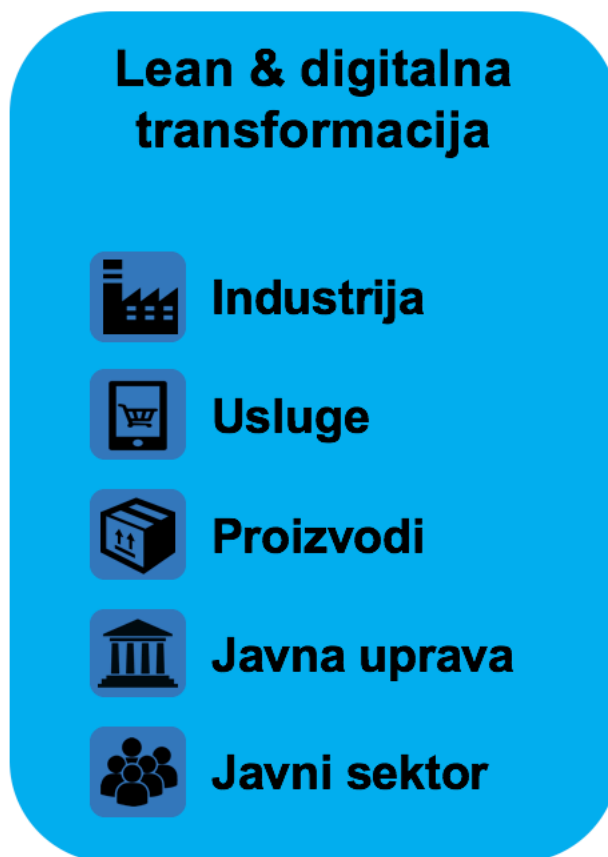 Lean & digitalna
transformacija
Industrija
Usluge
Proizvodi
Javna uprava
Javni sektor